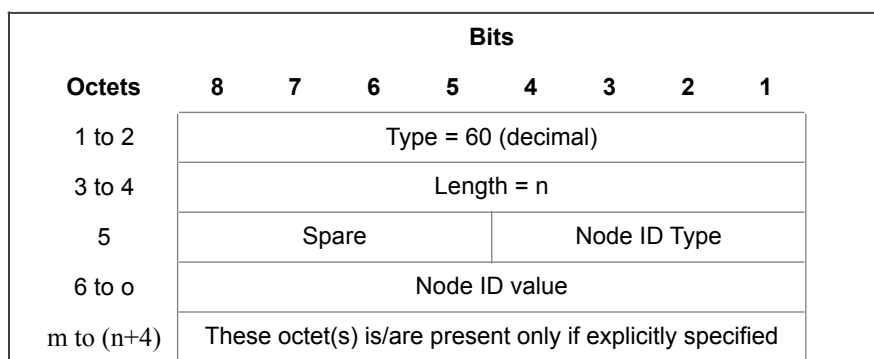 Bits
Octets 8 7 6 5 4 3 2 1
1 to 2 Type = 60 (decimal)
3 to 4 Length = n
5 Spare Node ID Type
6 to o Node ID value
m to (n+4) These octet(s) is/are present only if explicitly specified